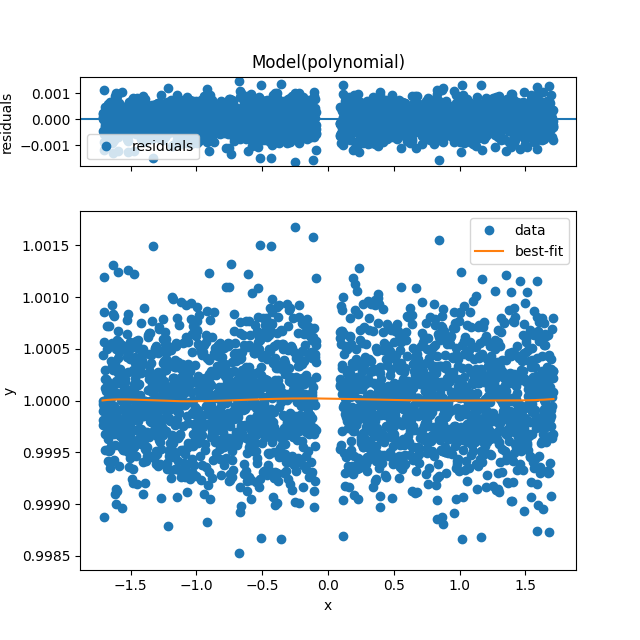 Model(polynomial)
residuals
0.001
0.000
−0.001
residuals
y
1.0015
1.0010
1.0005
1.0000
0.9995
0.9990
0.9985
data
best-fit
−1.5 −1.0 −0.5 0.0 0.5 1.0 1.5
x